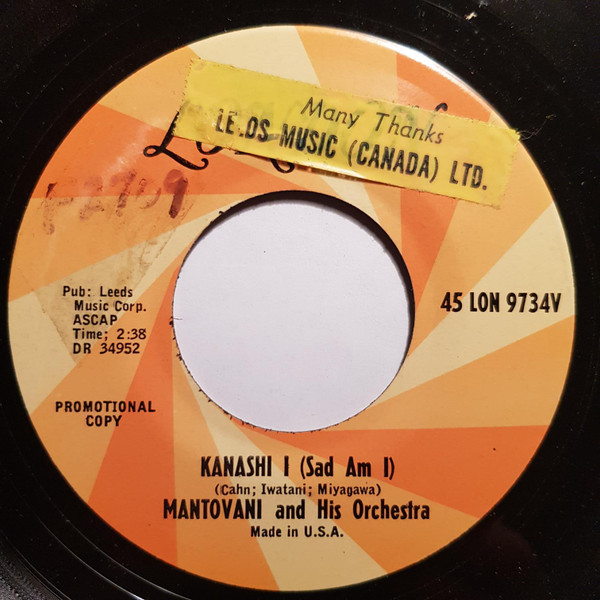 Many Thanks
LE.DS MUSIC (CANADA) LTD.
Pub: Leeds
Music Corp.
ASCAP
Time; 2:38
DR 34952
45 LON 9734V
PROMOTIONAL
COPY
KANASHI I (Sad Am I)
(Cahn; Iwatani; Miyagawa)
MANTOVANI and His Orchestra
Made in U.S.A.